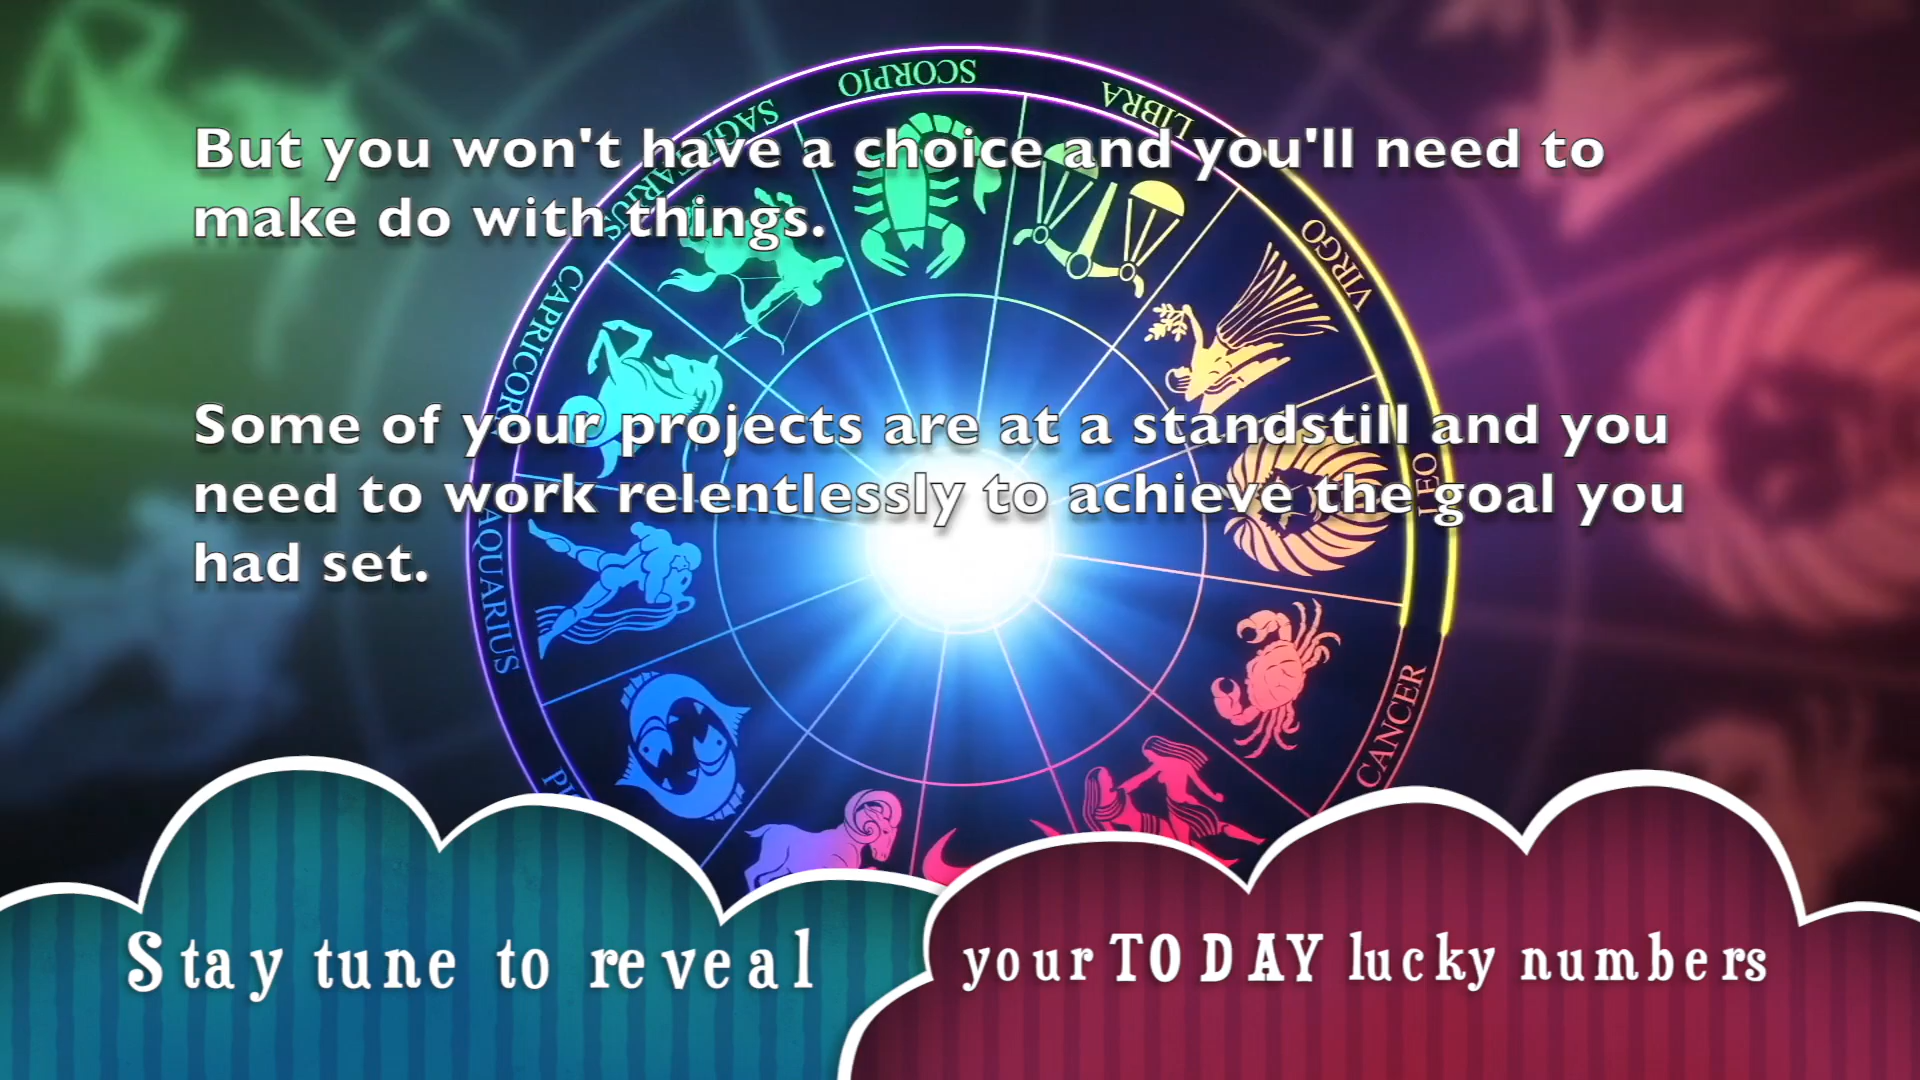 SCORPIO
LIBRA
SAGITTARIUS
VIRGO
But you won't have a choice and you'll need to
make do with things.
CAPRICORN
Some of your projects are at a standstill and you
need to work relentlessly to achieve the goal you
had set.
LEO
AQUARIUS
CANCER
PI
Stay tune to reveal
your TODAY lucky numbers